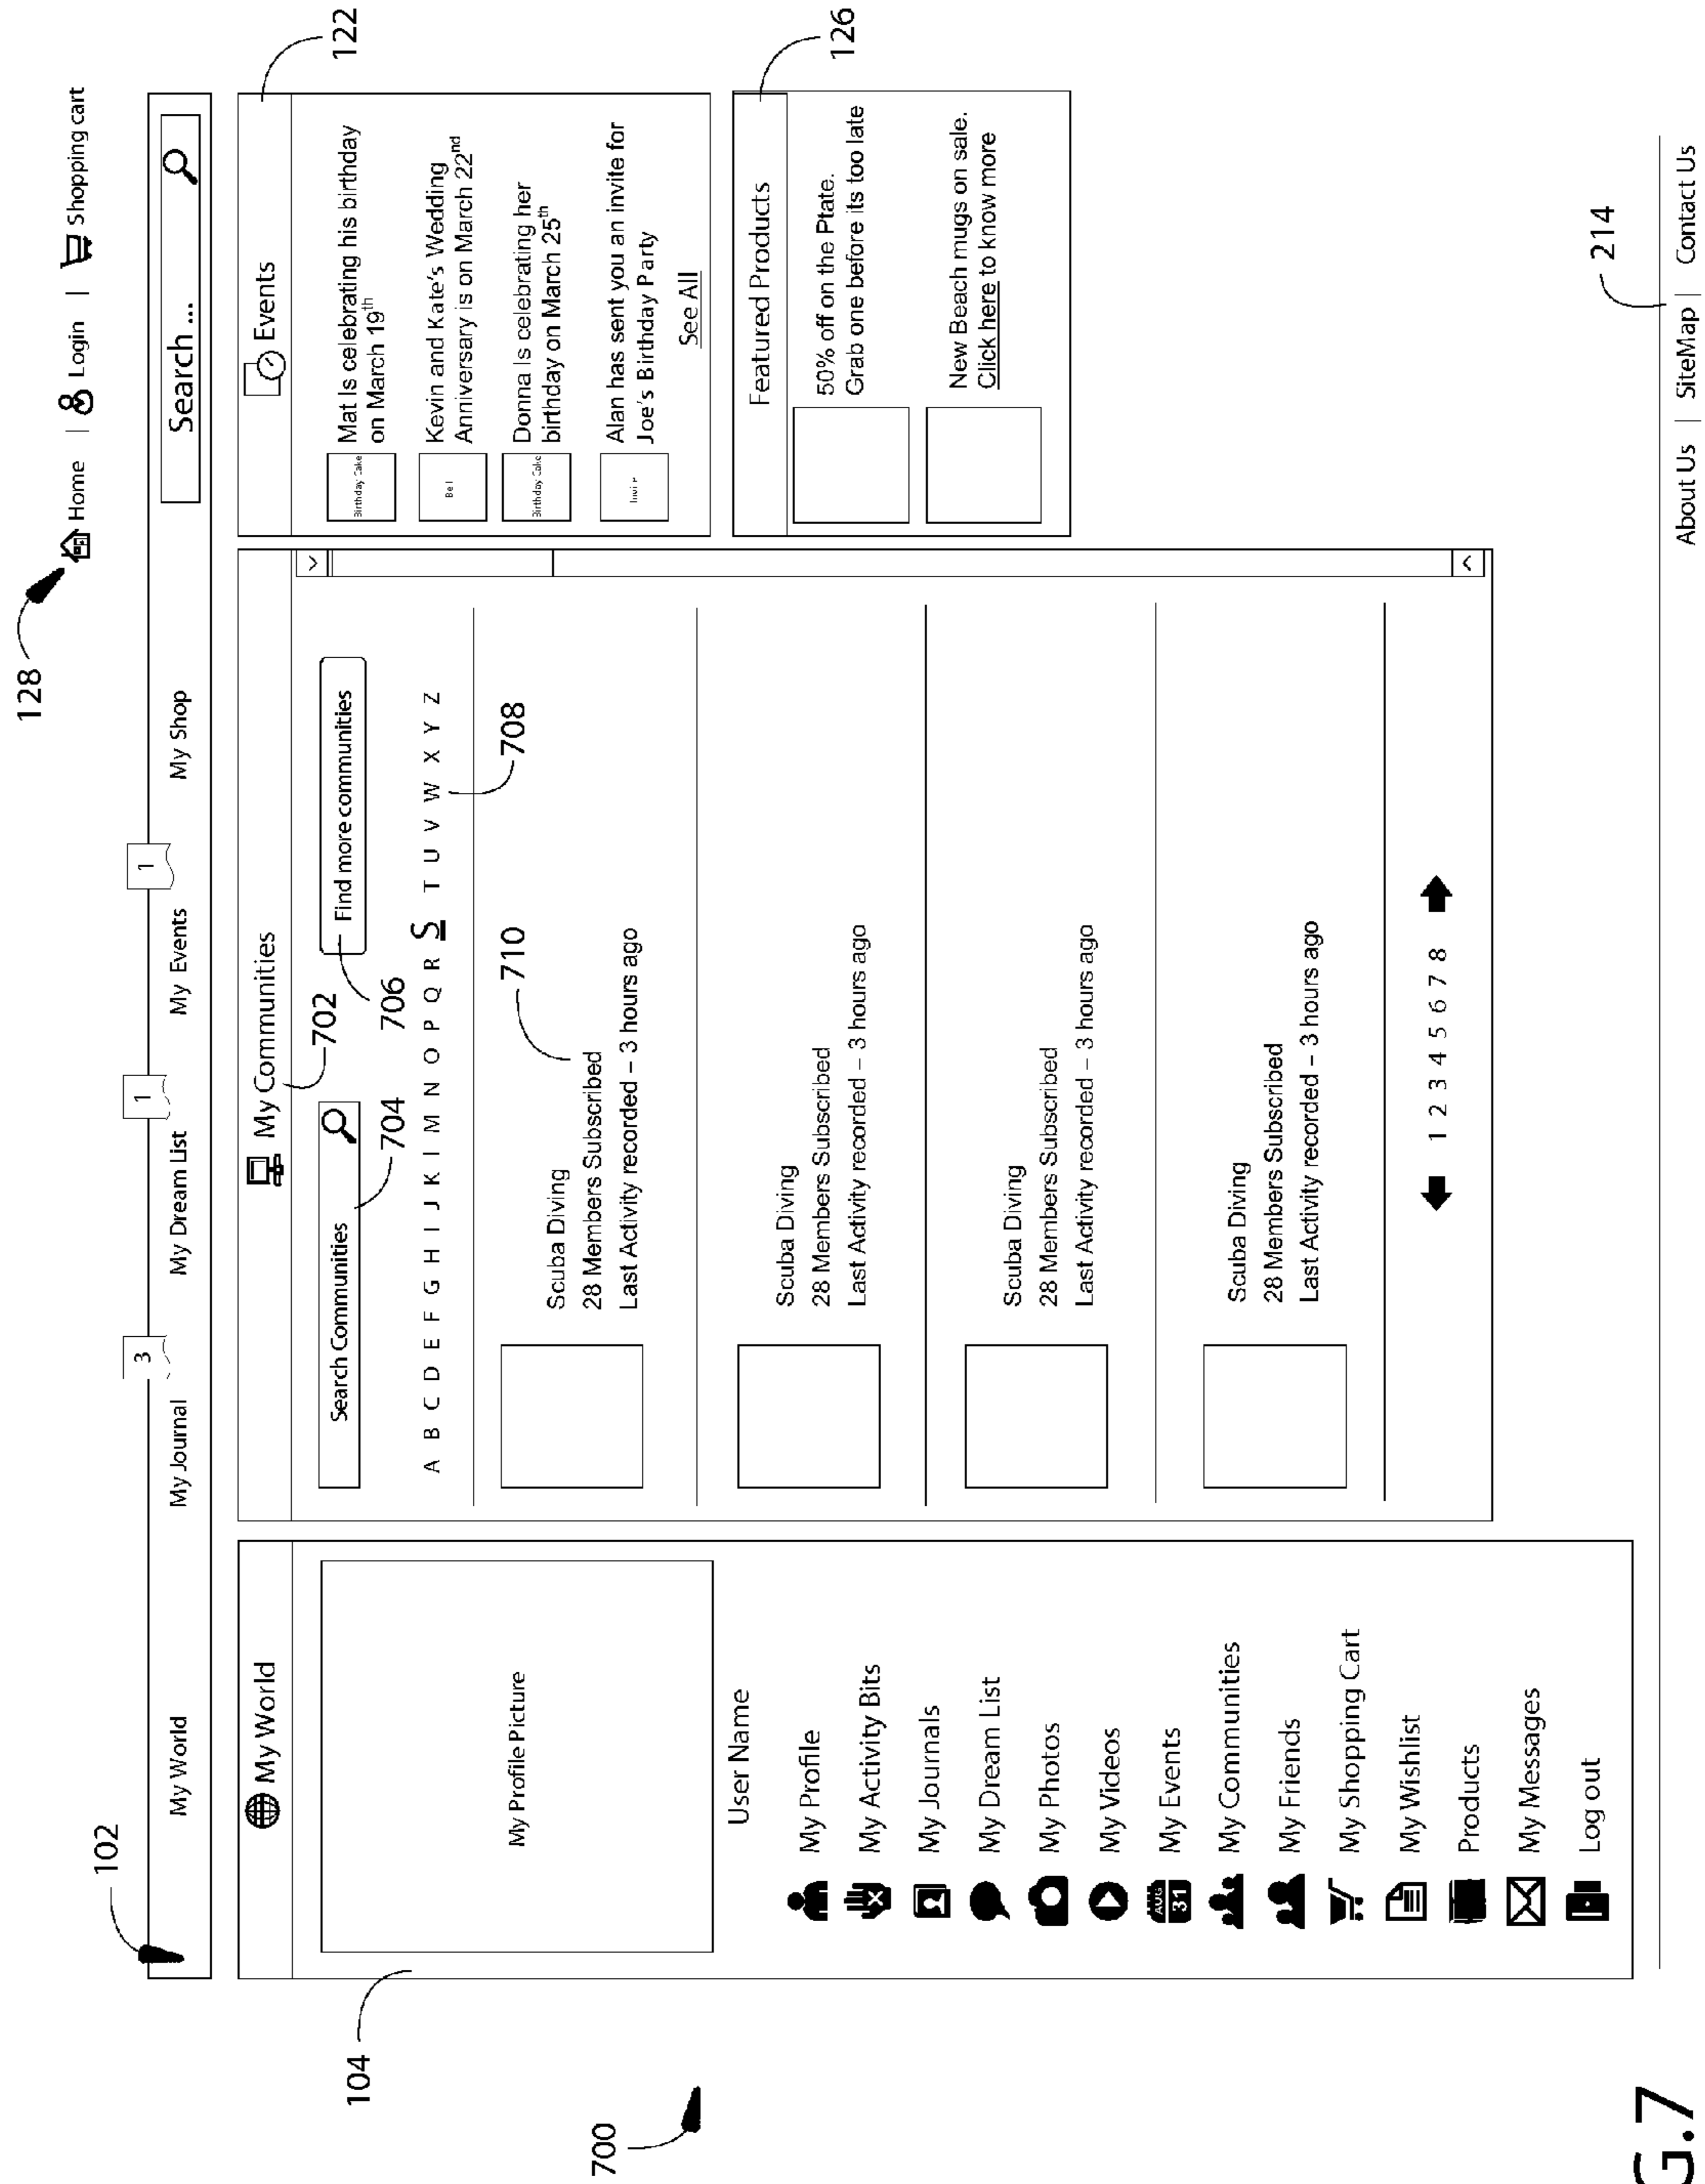 128
Home | Login | Shopping cart
102
My World My Journal 3 My Dream List 1 My Events 1 My Shop Search ...
104
My World
My Profile Picture
User Name
My Profile
My Activity Bits
My Journals
My Dream List
My Photos
My Videos
AUG
31
My Events
My Communities
My Friends
My Shopping Cart
My Wishlist
Products
My Messages
Log out
My Communities
702
Search Communities
704
Find more communities
706
A B C D E F G H I J K l M N O P Q R S T U V W X Y Z
708
710
Scuba Diving
28 Members Subscribed
Last Activity recorded – 3 hours ago
Scuba Diving
28 Members Subscribed
Last Activity recorded – 3 hours ago
Scuba Diving
28 Members Subscribed
Last Activity recorded – 3 hours ago
Scuba Diving
28 Members Subscribed
Last Activity recorded – 3 hours ago
1 2 3 4 5 6 7 8
Events
122
Birthday Cake
Mat Is celebrating his birthday
on March 19th
Kevin and Kate's Wedding
Anniversary is on March 22nd
Birthday Cake
Donna Is celebrating her
birthday on March 25th
Alan has sent you an invite for
Joe's Birthday Party
See All
Featured Products
126
50% off on the Ptate.
Grab one before its too late
New Beach mugs on sale.
Click here to know more
214
About Us | SiteMap | Contact Us
700
G.7